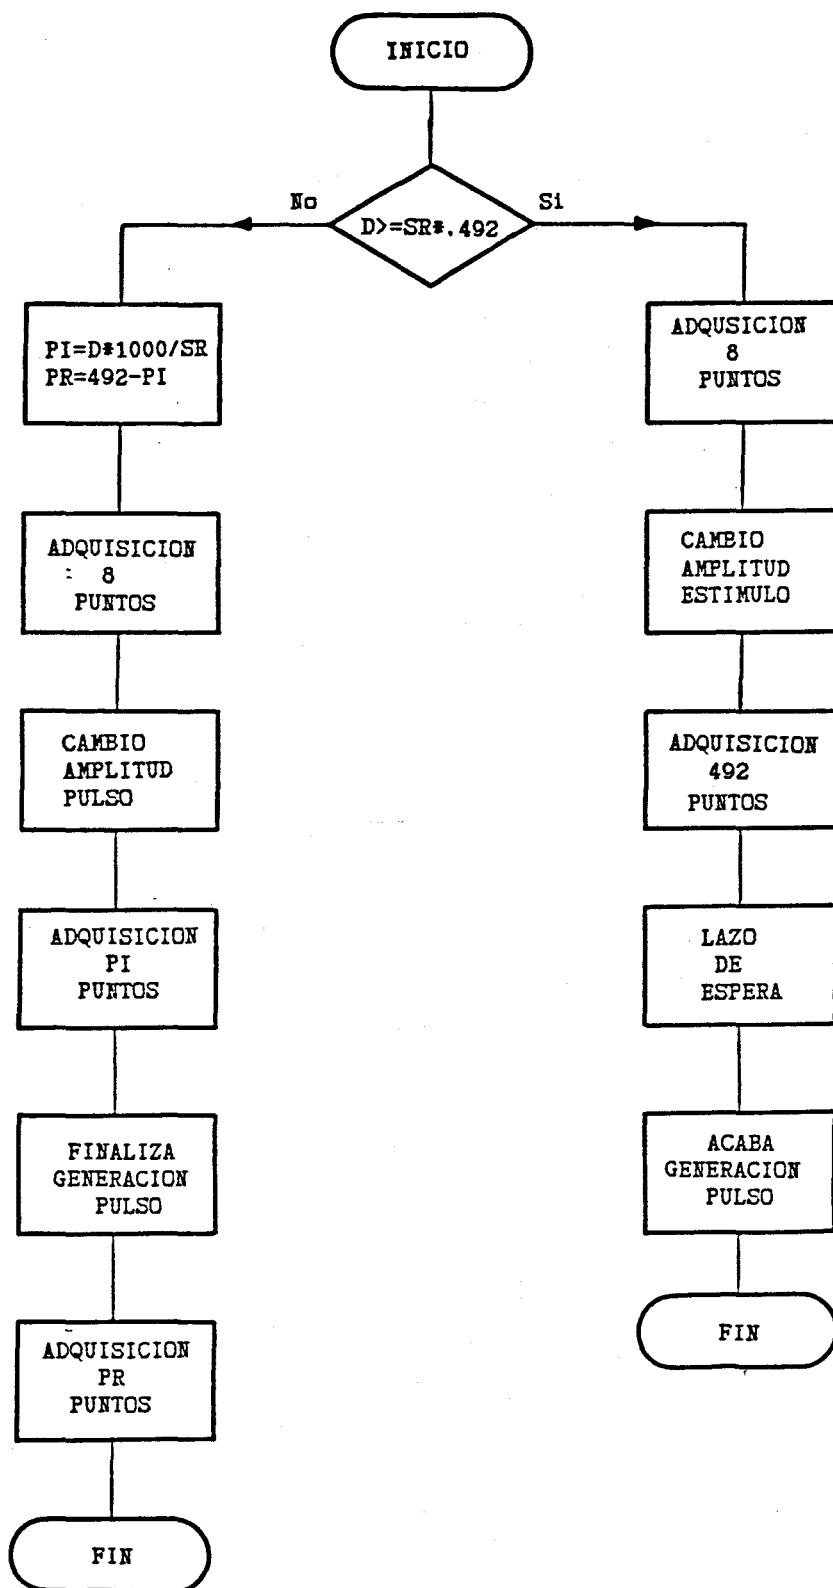 INICIO
No
D>=SR*.492
Si
PI=D*1000/SR
PR=492-PI
ADQUISICION
8
PUNTOS
CAMBIO
AMPLITUD
PULSO
ADQUISICION
PI
PUNTOS
FINALIZA
GENERACION
PULSO
ADQUISICION
PR
PUNTOS
FIN
ADQUSICION
8
PUNTOS
CAMBIO
AMPLITUD
ESTIMULO
ADQUISICION
492
PUNTOS
LAZO
DE
ESPERA
ACABA
GENERACION
PULSO
FIN